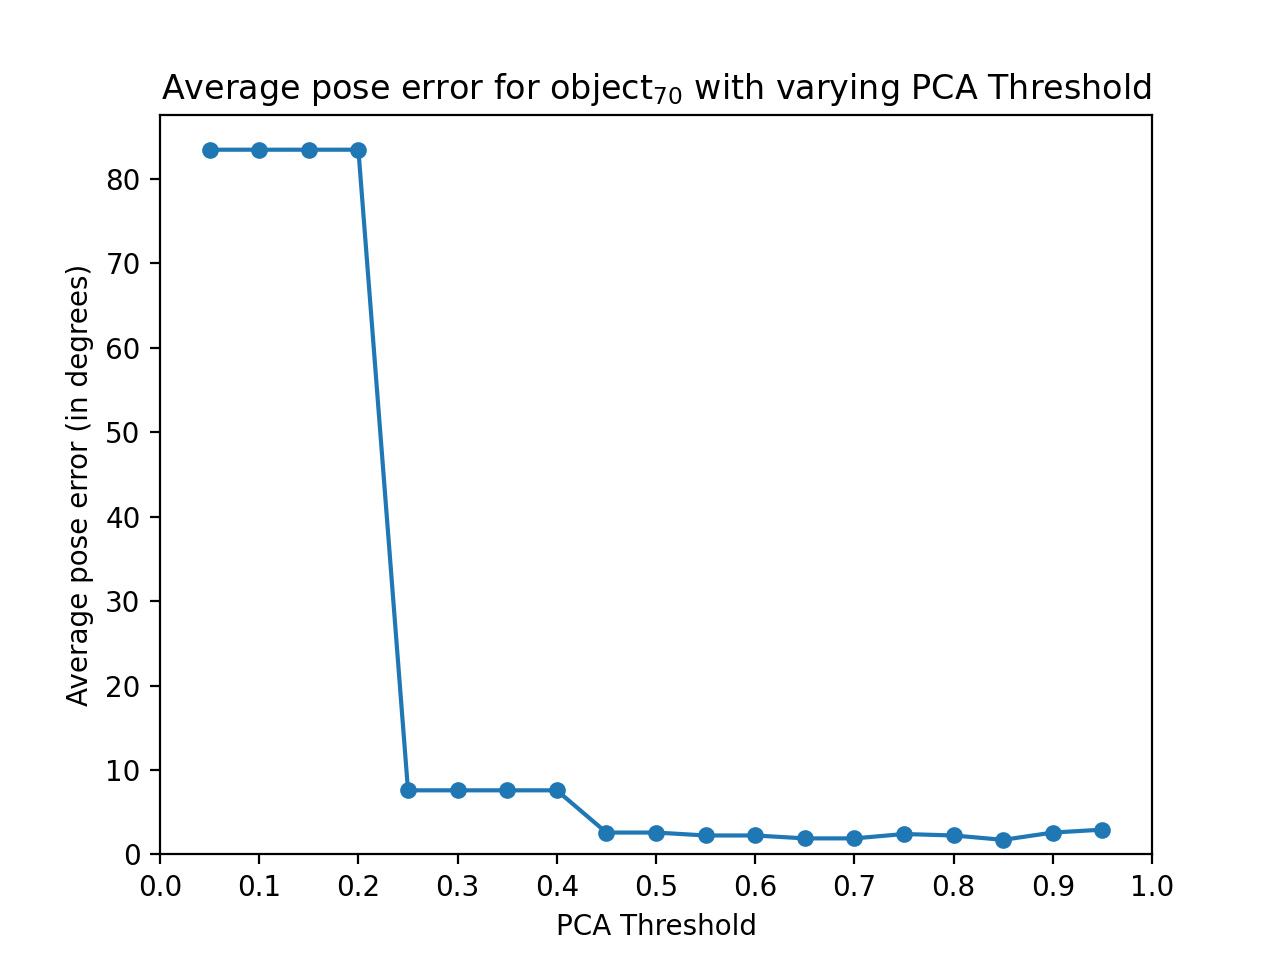 Average pose error for object₇₀ with varying PCA Threshold
Average pose error (in degrees)
80
70
60
50
40
30
20
10
0
0.0 0.1 0.2 0.3 0.4 0.5 0.6 0.7 0.8 0.9 1.0
PCA Threshold